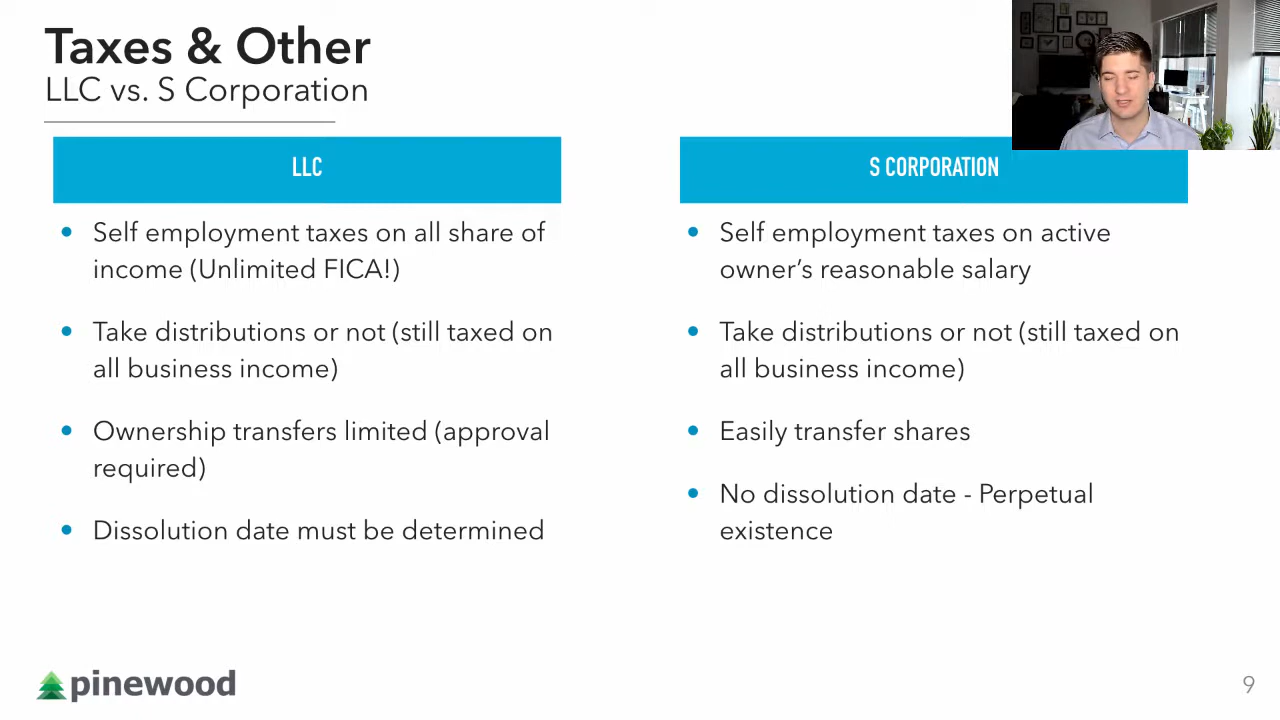 Taxes & Other
LLC vs. S Corporation
LLC
• Self employment taxes on all share of
income (Unlimited FICA!)
• Take distributions or not (still taxed on
all business income)
• Ownership transfers limited (approval
required)
• Dissolution date must be determined
S CORPORATION
• Self employment taxes on active
owner’s reasonable salary
• Take distributions or not (still taxed on
all business income)
• Easily transfer shares
• No dissolution date - Perpetual
existence
pinewood
9